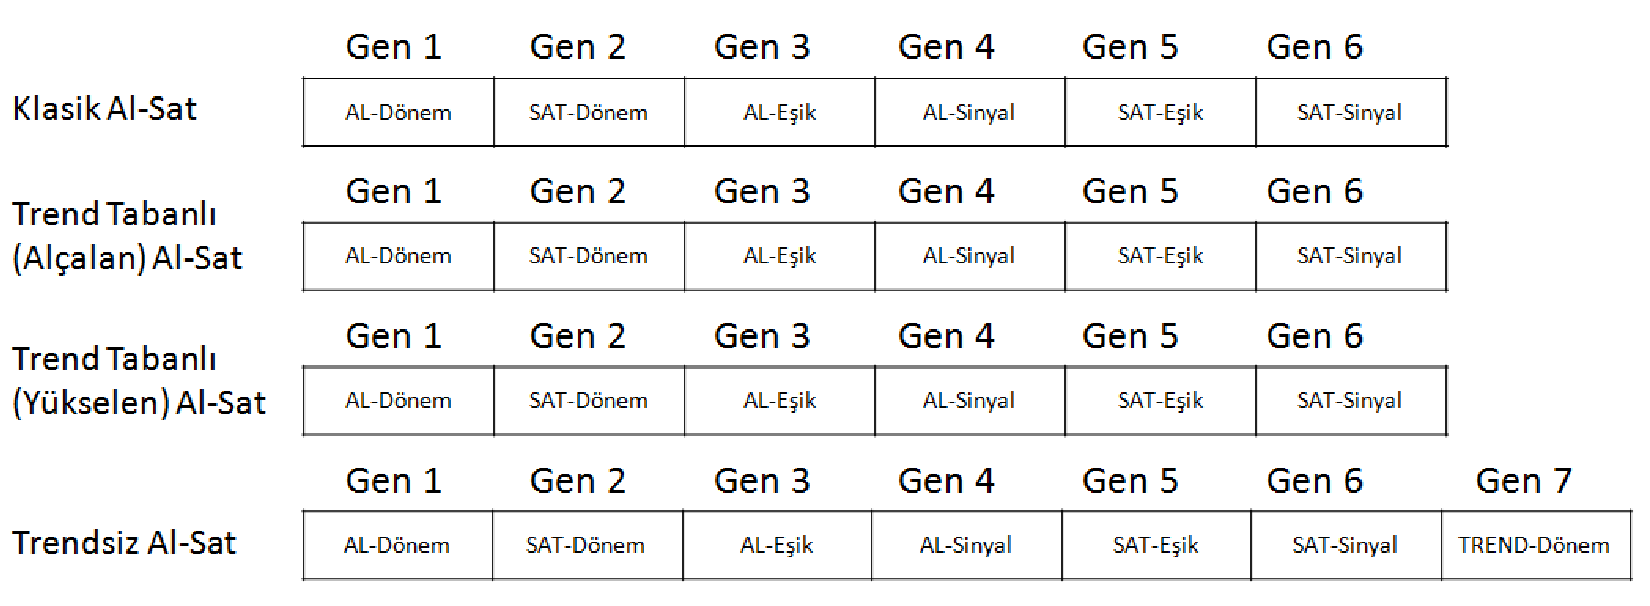 Gen 1 Gen 2 Gen 3 Gen 4 Gen 5 Gen 6
Klasik Al-Sat AL-Dönem SAT-Dönem AL-Eşik AL-Sinyal SAT-Eşik SAT-Sinyal
Gen 1 Gen 2 Gen 3 Gen 4 Gen 5 Gen 6
Trend Tabanlı
(Alçalan) Al-Sat AL-Dönem SAT-Dönem AL-Eşik AL-Sinyal SAT-Eşik SAT-Sinyal
Gen 1 Gen 2 Gen 3 Gen 4 Gen 5 Gen 6
Trend Tabanlı
(Yükselen) Al-Sat AL-Dönem SAT-Dönem AL-Eşik AL-Sinyal SAT-Eşik SAT-Sinyal
Gen 1 Gen 2 Gen 3 Gen 4 Gen 5 Gen 6 Gen 7
Trendsiz Al-Sat AL-Dönem SAT-Dönem AL-Eşik AL-Sinyal SAT-Eşik SAT-Sinyal TREND-Dönem